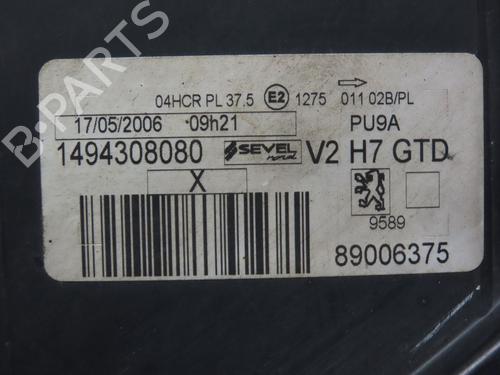 04HCR PL 37.5 E2 1275 011 02B/PL
17/05/2006 09h21 PU9A
1494308080 SEVEL nord V2 H7 GTD
X
9589
89006375
B-PARTS